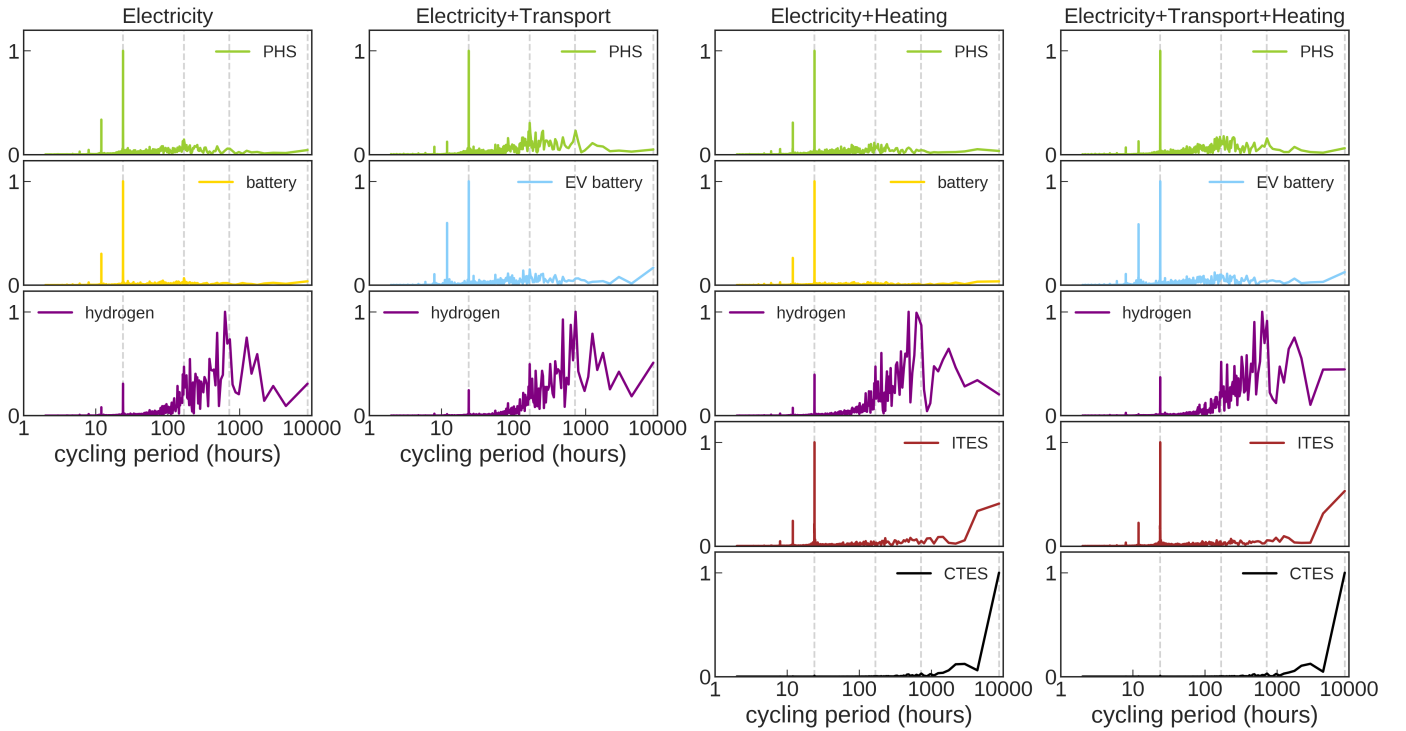 Electricity
Electricity+Transport
Electricity+Heating
Electricity+Transport+Heating
1
PHS
0
1
PHS
0
1
PHS
0
1
PHS
0
1
battery
0
1
EV battery
0
1
battery
0
1
EV battery
0
1
hydrogen
0
1
hydrogen
0
1
hydrogen
0
1
hydrogen
0
1 10 100 1000 10000
cycling period (hours)
1 10 100 1000 10000
cycling period (hours)
1
ITES
0
1
ITES
0
1
CTES
0
1
CTES
0
1 10 100 1000 10000
cycling period (hours)
1 10 100 1000 10000
cycling period (hours)